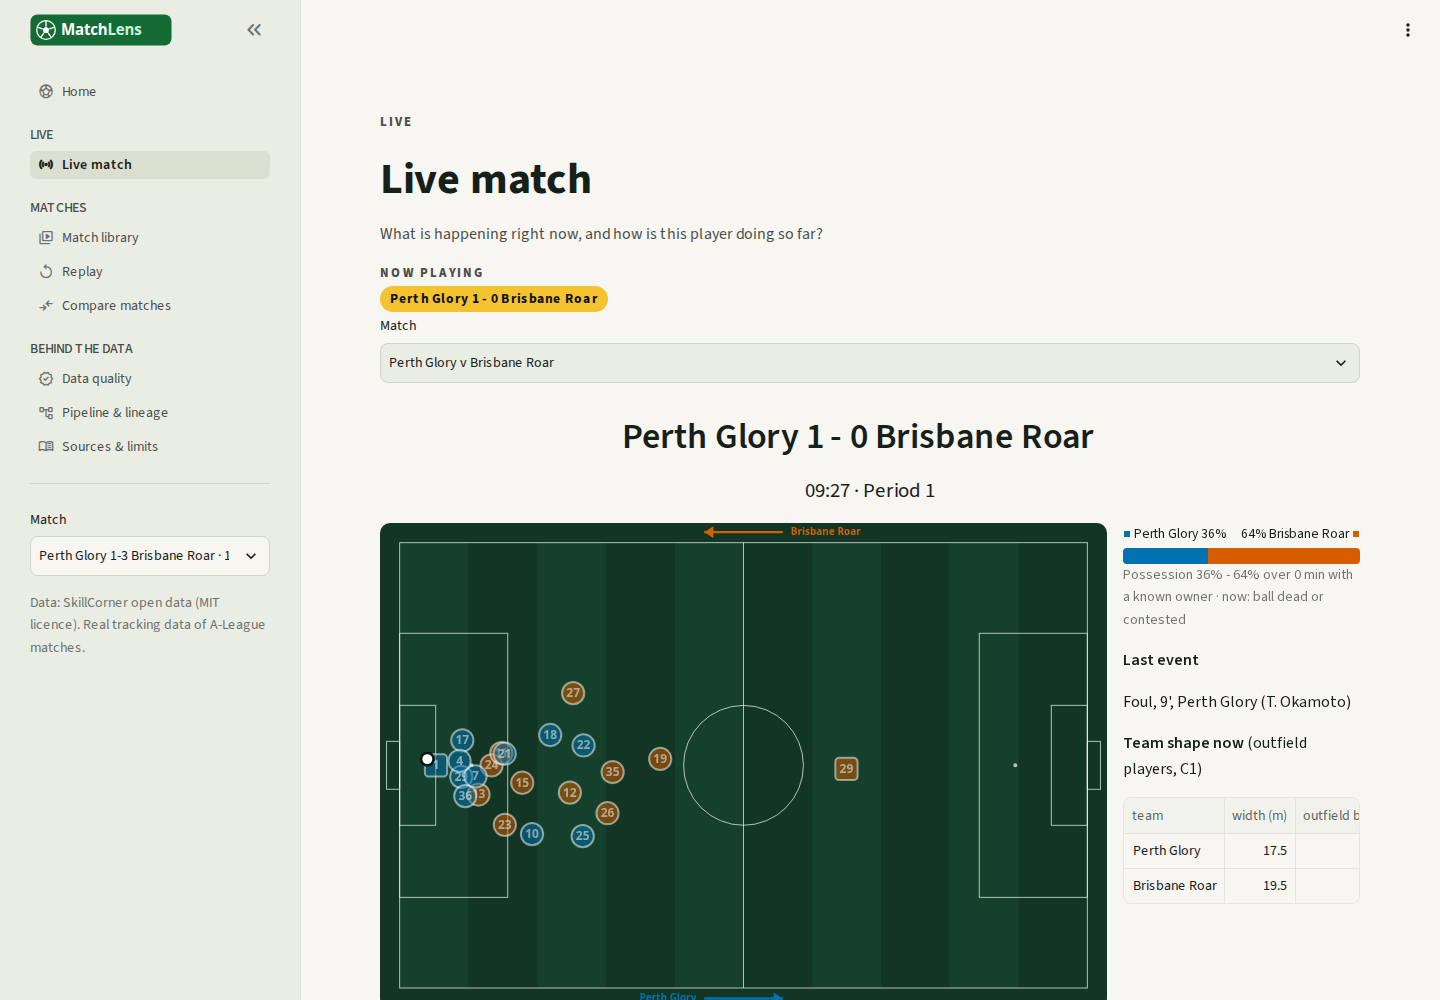 MatchLens
Home
LIVE
Live match
MATCHES
Match library
Replay
Compare matches
BEHIND THE DATA
Data quality
Pipeline & lineage
Sources & limits
Match
Perth Glory 1-3 Brisbane Roar · 1
Data: SkillCorner open data (MIT
licence). Real tracking data of A-League
matches.
LIVE
Live match
What is happening right now, and how is this player doing so far?
NOW PLAYING
Perth Glory 1 - 0 Brisbane Roar
Match
Perth Glory v Brisbane Roar
Perth Glory 1 - 0 Brisbane Roar
09:27 · Period 1
Brisbane Roar
27
18
22
17
21
4
24
1
7
19
35
29
15
12
36
3
26
23
10
25
Perth Glory
Perth Glory 36%
64% Brisbane Roar
Possession 36% - 64% over 0 min with
a known owner · now: ball dead or
contested
Last event
Foul, 9', Perth Glory (T. Okamoto)
Team shape now (outfield
players, C1)
team width (m) outfield b
Perth Glory 17.5
Brisbane Roar 19.5